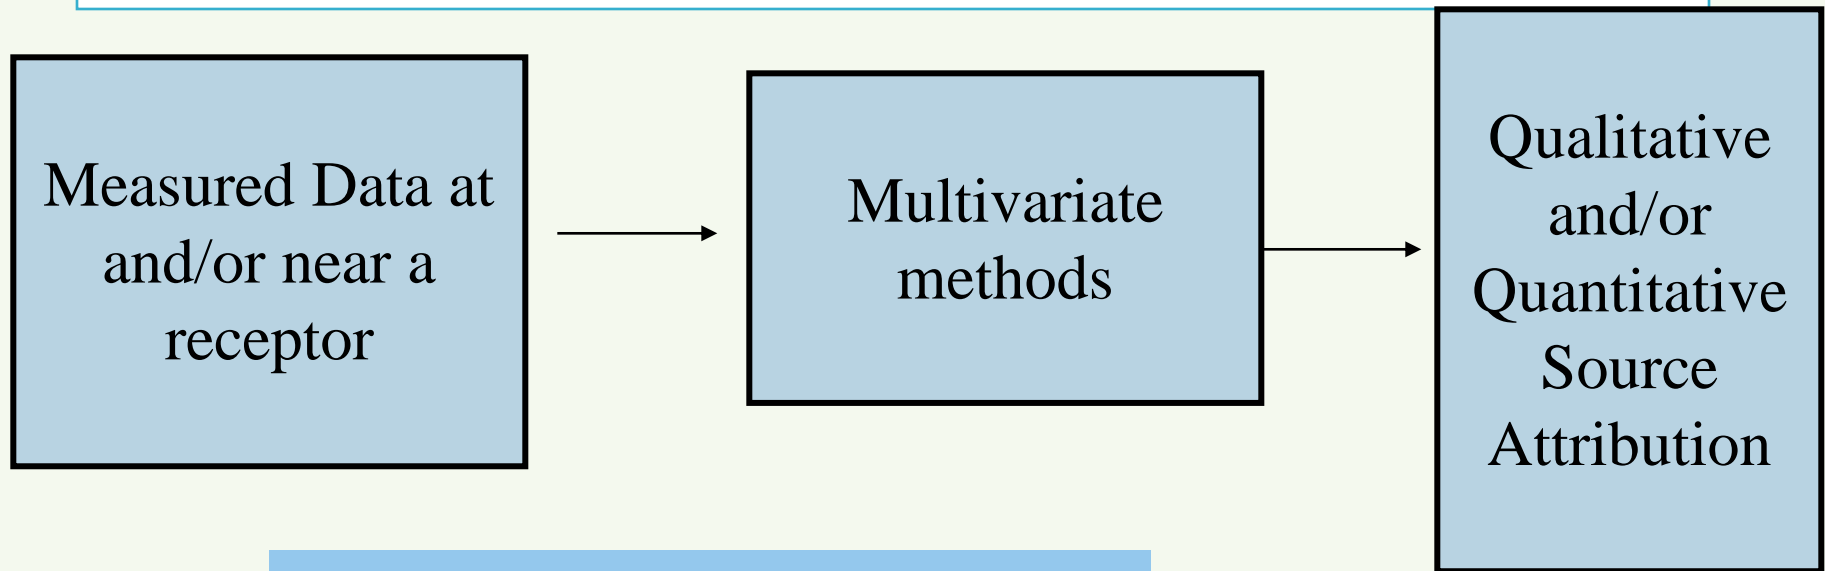 Measured Data at
and/or near a
receptor
Multivariate
methods
Qualitative
and/or
Quantitative
Source
Attribution